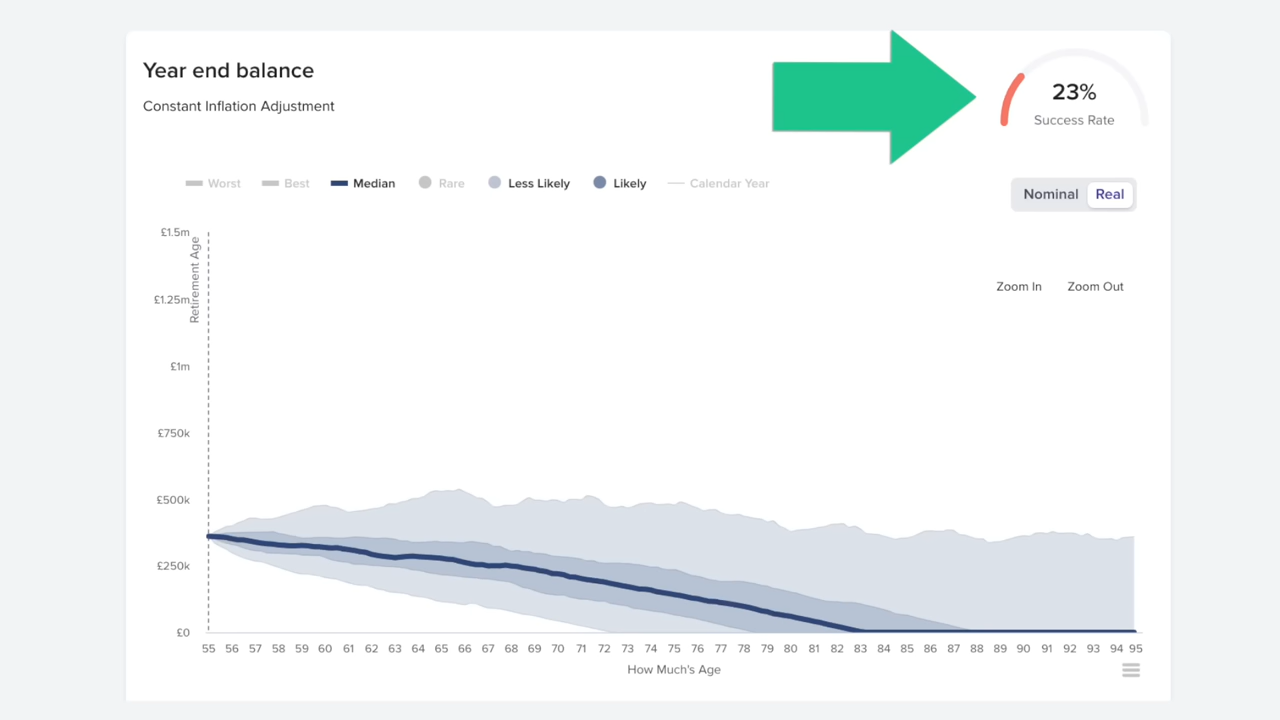 Year end balance
Constant Inflation Adjustment
23%
Success Rate
Worst Best Median Rare Less Likely Likely Calendar Year
Nominal Real
Zoom In Zoom Out
£1.5m
£1.25m
£1m
£750k
£500k
£250k
£0
Retirement Age
55 56 57 58 59 60 61 62 63 64 65 66 67 68 69 70 71 72 73 74 75 76 77 78 79 80 81 82 83 84 85 86 87 88 89 90 91 92 93 94 95
How Much's Age